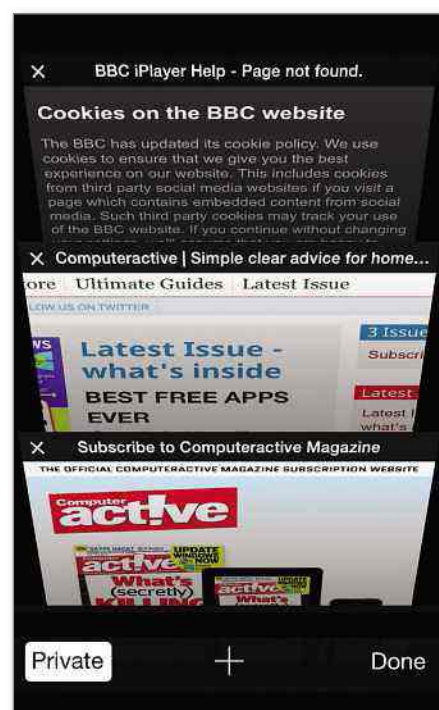 × BBC iPlayer Help - Page not found.
Cookies on the BBC website
The BBC has updated its cookie policy. We use
cookies to ensure that we give you the best
experience on our website. This includes cookies
from third party social media websites if you visit a
page which contains embedded content from social
media. Such third party cookies may track your use
of the BBC website. If you continue without changing
× Computeractive | Simple clear advice for home...
ore Ultimate Guides Latest Issue
LOW US ON TWITTER
WS
3 Issue
Latest Issue -
what's inside
Subscri
BEST FREE APPS
EVER
Latest
Latest I
what's
× Subscribe to Computeractive Magazine
THE OFFICIAL COMPUTERACTIVE MAGAZINE SUBSCRIPTION WEBSITE
Computer
act!ve
UPDATE
WINDOWS
NOW
act!ve
What's
(secretly)
KILLING
act!ve
What's
Private + Done